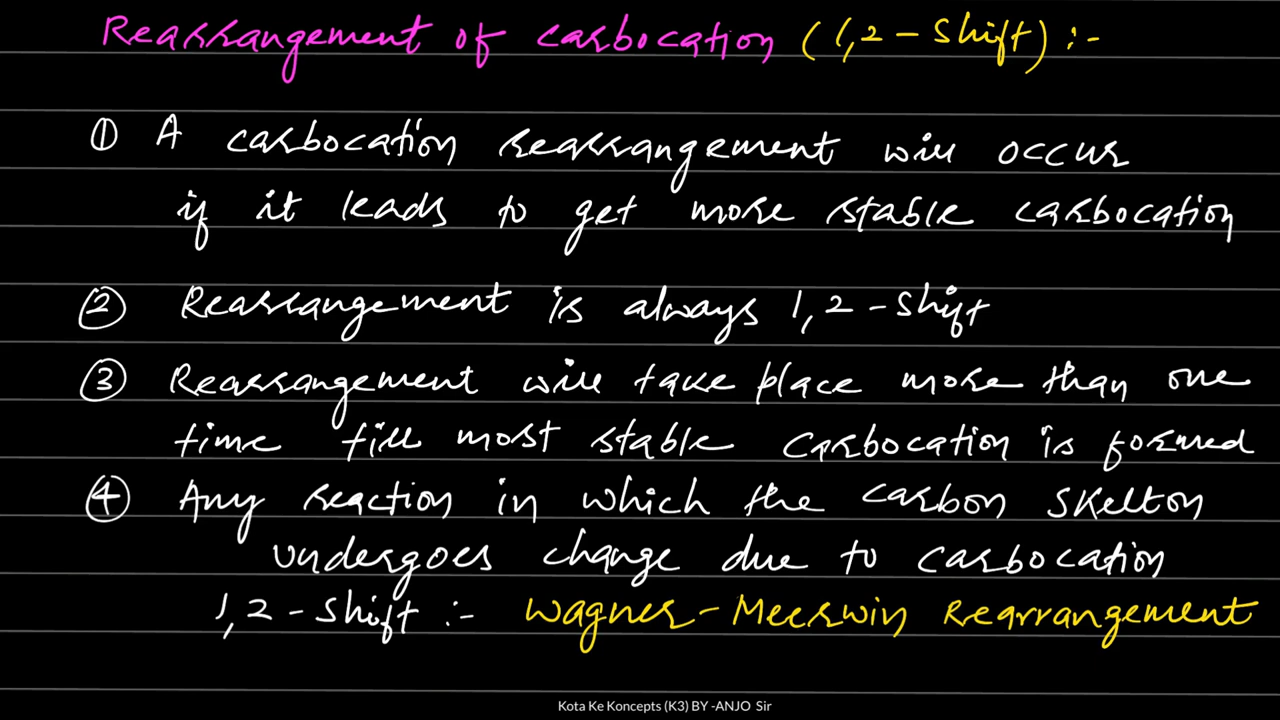 Rearrangement of carbocation (1,2-Shift) :-
① A carbocation rearrangement will occur
if it leads to get more stable carbocation
② Rearrangement is always 1,2-shift
③ Rearrangement will take place more than one
time till most stable carbocation is formed
④ Any reaction in which the carbon skelton
undergoes change due to carbocation
1,2-shift :- Wagner-Meerwin Rearrangement
Kota Ke Koncepts (K3) BY -ANJO Sir